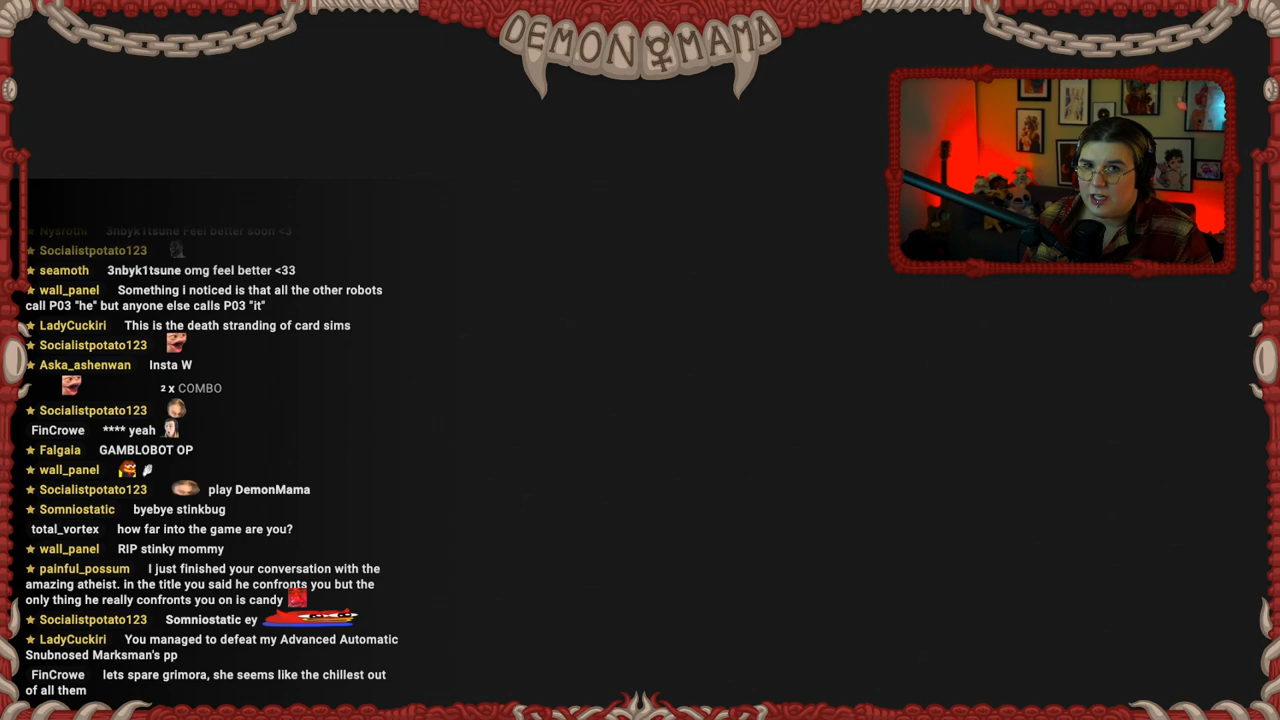 DEMON MAMA
Nysrothi 3nbyk1tsune Feel better soon <3
Socialistpotato123
seamoth 3nbyk1tsune omg feel better <33
wall_panel Something i noticed is that all the other robots
call P03 "he" but anyone else calls P03 "it"
LadyCuckiri This is the death stranding of card sims
Socialistpotato123
Aska_ashenwan Insta W
2 x COMBO
Socialistpotato123
FinCrowe **** yeah
Falgaia GAMBLOBOT OP
wall_panel
Socialistpotato123 play DemonMama
Somniostatic byebye stinkbug
total_vortex how far into the game are you?
wall_panel RIP stinky mommy
painful_possum I just finished your conversation with the
amazing atheist. in the title you said he confronts you but the
only thing he really confronts you on is candy
Socialistpotato123 Somniostatic ey
LadyCuckiri You managed to defeat my Advanced Automatic
Snubnosed Marksman's pp
FinCrowe lets spare grimora, she seems like the chillest out
of all them